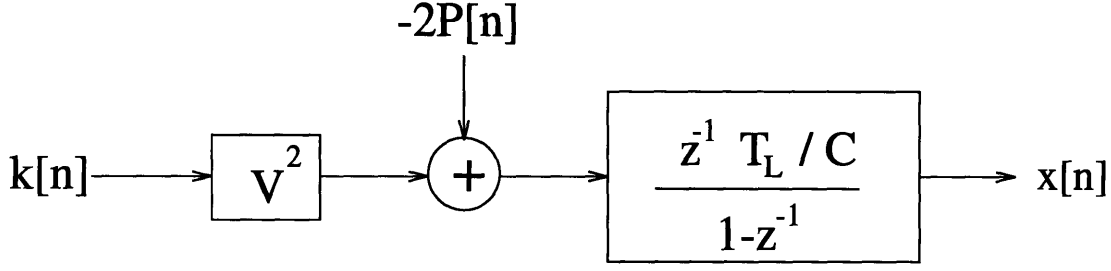 -2P[n]
k[n]
V²
+
z⁻¹ T_L / C
1-z⁻¹
x[n]